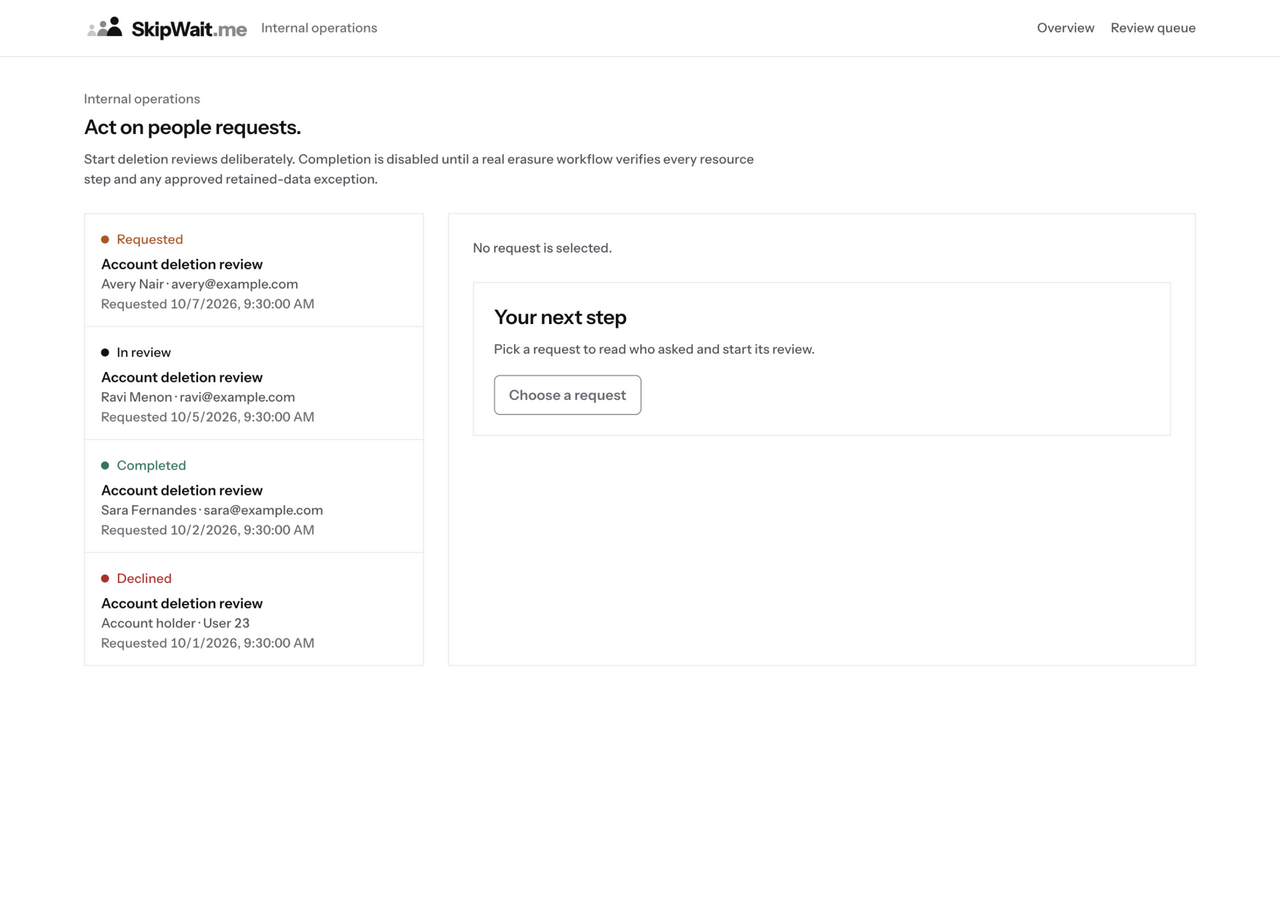 SkipWait.me Internal operations Overview Review queue
Internal operations
Act on people requests.
Start deletion reviews deliberately. Completion is disabled until a real erasure workflow verifies every resource
step and any approved retained-data exception.
Requested
Account deletion review
Avery Nair · avery@example.com
Requested 10/7/2026, 9:30:00 AM
In review
Account deletion review
Ravi Menon · ravi@example.com
Requested 10/5/2026, 9:30:00 AM
Completed
Account deletion review
Sara Fernandes · sara@example.com
Requested 10/2/2026, 9:30:00 AM
Declined
Account deletion review
Account holder · User 23
Requested 10/1/2026, 9:30:00 AM
No request is selected.
Your next step
Pick a request to read who asked and start its review.
Choose a request